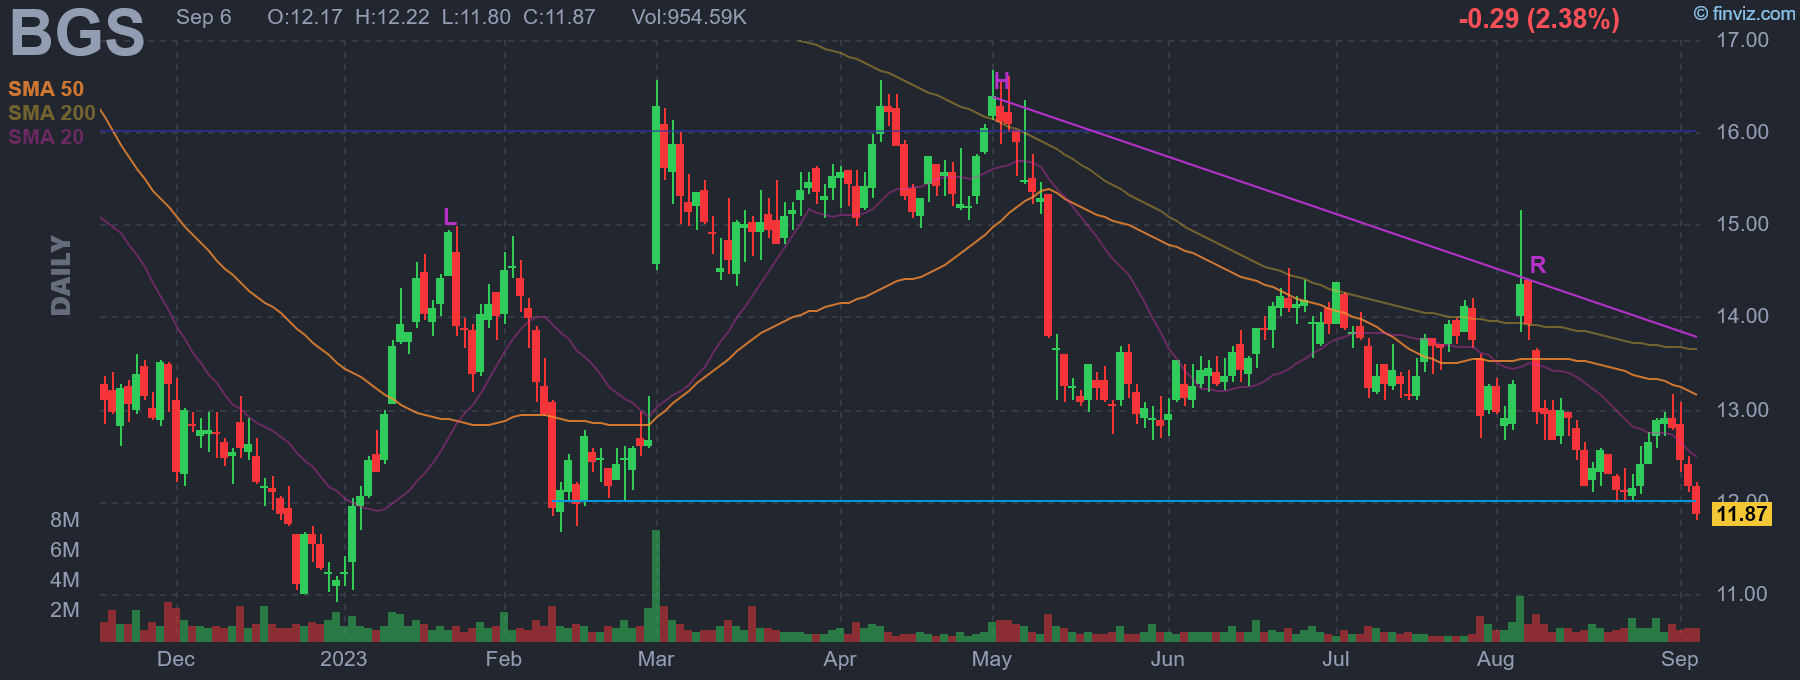 BGS Sep 6 O:12.17 H:12.22 L:11.80 C:11.87 Vol:954.59K -0.29 (2.38%) © finviz.com
SMA 50
SMA 200
SMA 20
DAILY
L
H
R
17.00
16.00
15.00
14.00
13.00
12.00
11.87
11.00
8M
6M
4M
2M
Dec 2023 Feb Mar Apr May Jun Jul Aug Sep